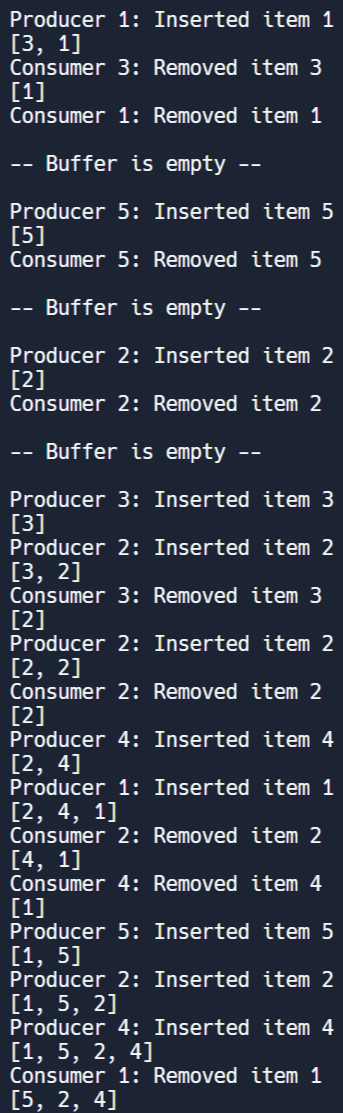 Producer 1: Inserted item 1
[3, 1]
Consumer 3: Removed item 3
[1]
Consumer 1: Removed item 1
-- Buffer is empty --
Producer 5: Inserted item 5
[5]
Consumer 5: Removed item 5
-- Buffer is empty --
Producer 2: Inserted item 2
[2]
Consumer 2: Removed item 2
-- Buffer is empty --
Producer 3: Inserted item 3
[3]
Producer 2: Inserted item 2
[3, 2]
Consumer 3: Removed item 3
[2]
Producer 2: Inserted item 2
[2, 2]
Consumer 2: Removed item 2
[2]
Producer 4: Inserted item 4
[2, 4]
Producer 1: Inserted item 1
[2, 4, 1]
Consumer 2: Removed item 2
[4, 1]
Consumer 4: Removed item 4
[1]
Producer 5: Inserted item 5
[1, 5]
Producer 2: Inserted item 2
[1, 5, 2]
Producer 4: Inserted item 4
[1, 5, 2, 4]
Consumer 1: Removed item 1
[5, 2, 4]